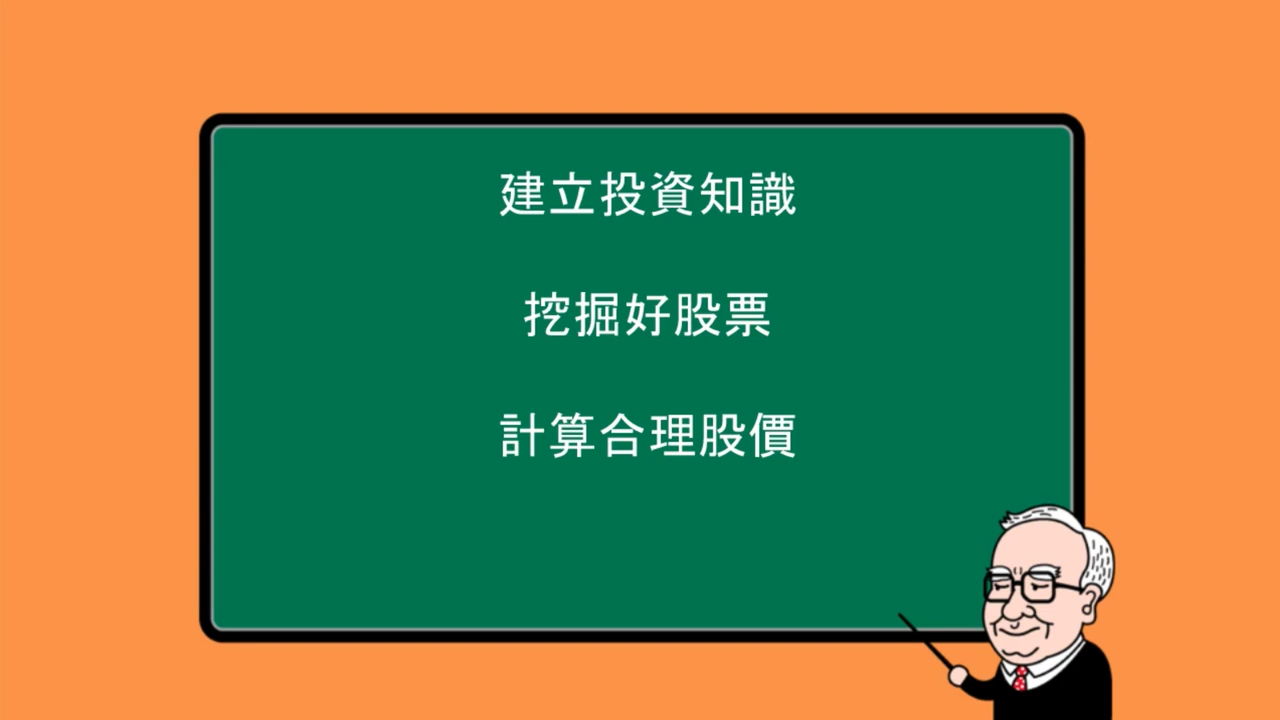 建立投資知識
挖掘好股票
計算合理股價